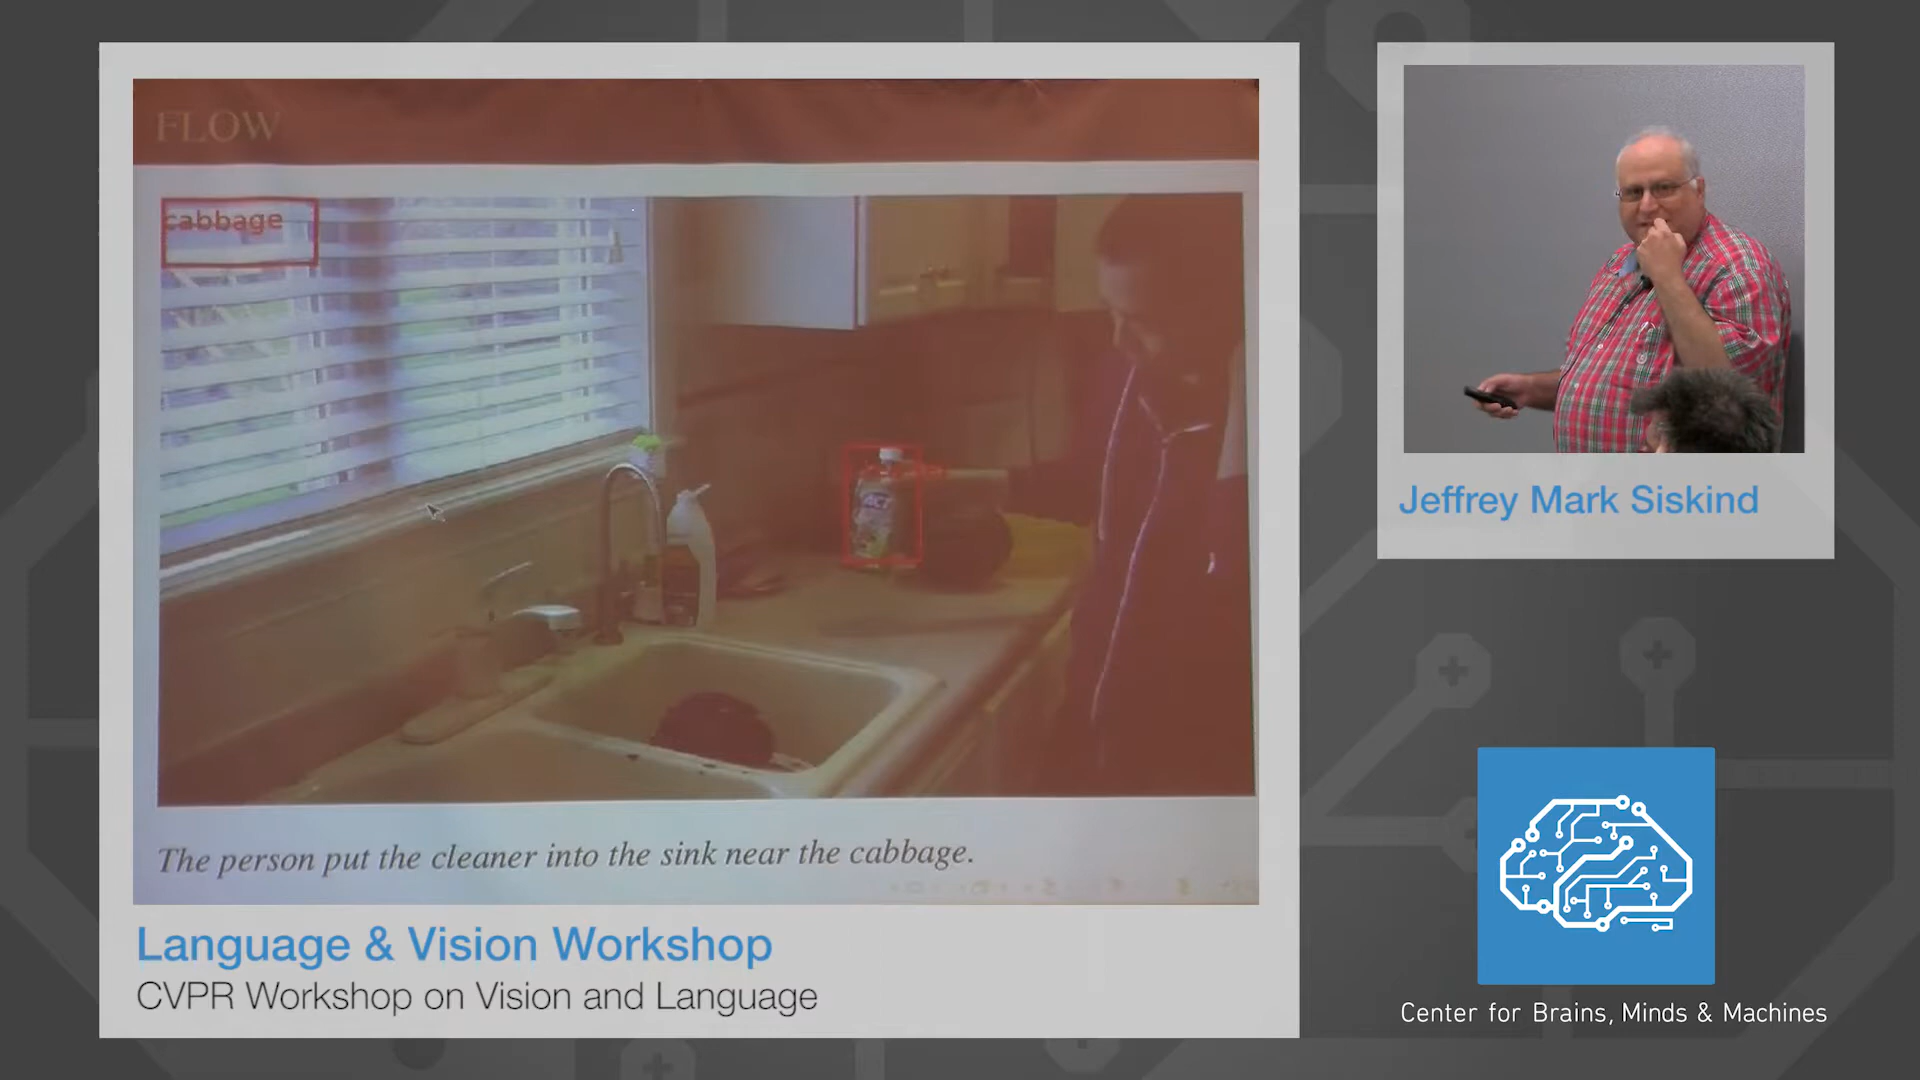 FLOW
cabbage
ACT
The person put the cleaner into the sink near the cabbage.
Language & Vision Workshop
CVPR Workshop on Vision and Language
Jeffrey Mark Siskind
Center for Brains, Minds & Machines